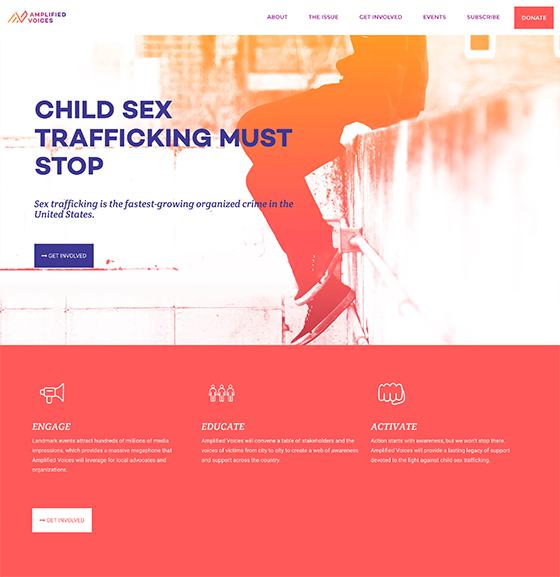 AMPLIFIED
VOICES
ABOUT THE ISSUE GET INVOLVED EVENTS SUBSCRIBE DONATE
CHILD SEX
TRAFFICKING MUST
STOP
Sex trafficking is the fastest-growing organized crime in the
United States.
GET INVOLVED
ENGAGE
Landmark events attract hundreds of millions of media
impressions, which provides a massive megaphone that
Amplified Voices will leverage for local advocates and
organizations.
EDUCATE
Amplified Voices will convene a table of stakeholders and the
voices of victims from city to city to create a web of awareness
and support across the country.
ACTIVATE
Action starts with awareness, but we won't stop there.
Amplified Voices will provide a lasting legacy of support
devoted to the fight against child sex trafficking.
GET INVOLVED